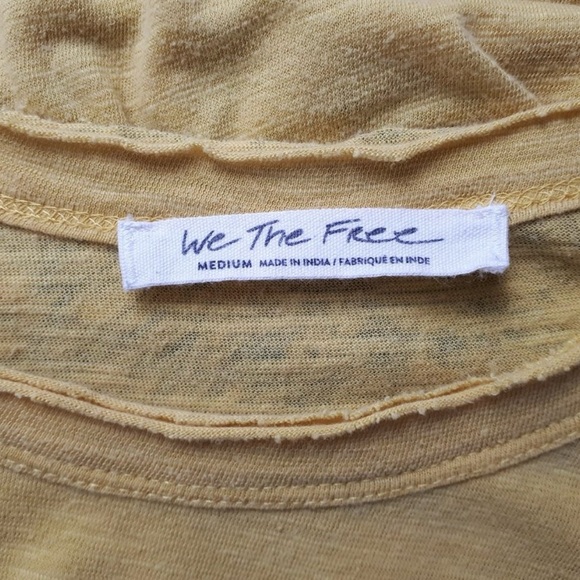 We The Free
MEDIUM MADE IN INDIA / FABRIQUÉ EN INDE